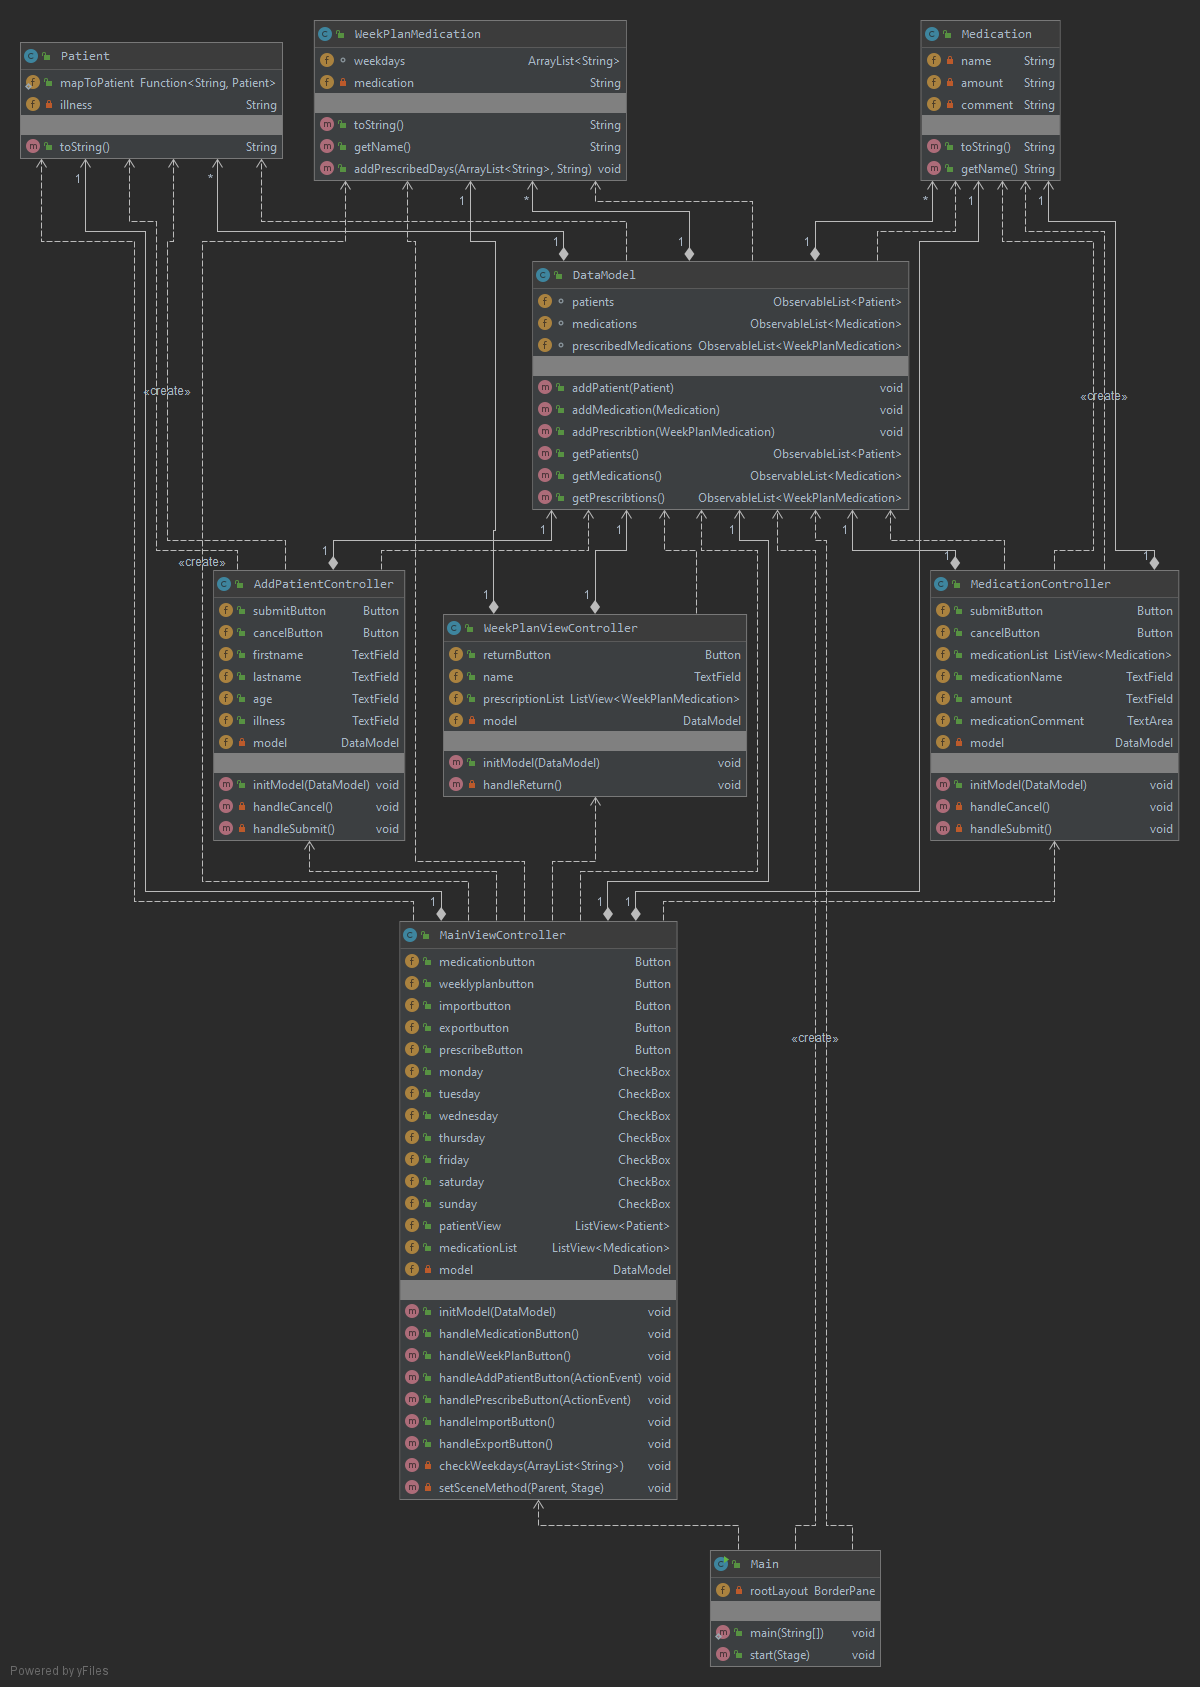 WeekPlanMedication
weekdays ArrayList<String>
medication String
toString() String
getName() String
addPrescribedDays(ArrayList<String>, String) void
Medication
name String
amount String
comment String
toString() String
getName() String
Patient
mapToPatient Function<String, Patient>
illness String
toString() String
1
*
1
*
*
1
1
1
1
1
DataModel
patients ObservableList<Patient>
medications ObservableList<Medication>
prescribedMedications ObservableList<WeekPlanMedication>
addPatient(Patient) void
addMedication(Medication) void
addPrescribtion(WeekPlanMedication) void
getPatients() ObservableList<Patient>
getMedications() ObservableList<Medication>
getPrescribtions() ObservableList<WeekPlanMedication>
«create»
«create»
1
1
1
1
«create»
1
1
AddPatientController
submitButton Button
cancelButton Button
firstname TextField
lastname TextField
age TextField
illness TextField
model DataModel
initModel(DataModel) void
handleCancel() void
handleSubmit() void
1
1
WeekPlanViewController
returnButton Button
name TextField
prescriptionList ListView<WeekPlanMedication>
model DataModel
initModel(DataModel) void
handleReturn() void
1
MedicationController
submitButton Button
cancelButton Button
medicationList ListView<Medication>
medicationName TextField
amount TextField
medicationComment TextArea
model DataModel
initModel(DataModel) void
handleCancel() void
handleSubmit() void
1
1
1
MainViewController
medicationbutton Button
weeklyplanbutton Button
importbutton Button
exportbutton Button
prescribeButton Button
monday CheckBox
tuesday CheckBox
wednesday CheckBox
thursday CheckBox
friday CheckBox
saturday CheckBox
sunday CheckBox
patientView ListView<Patient>
medicationList ListView<Medication>
model DataModel
initModel(DataModel) void
handleMedicationButton() void
handleWeekPlanButton() void
handleAddPatientButton(ActionEvent) void
handlePrescribeButton(ActionEvent) void
handleImportButton() void
handleExportButton() void
checkWeekdays(ArrayList<String>) void
setSceneMethod(Parent, Stage) void
«create»
Main
rootLayout BorderPane
main(String[]) void
start(Stage) void
Powered by yFiles